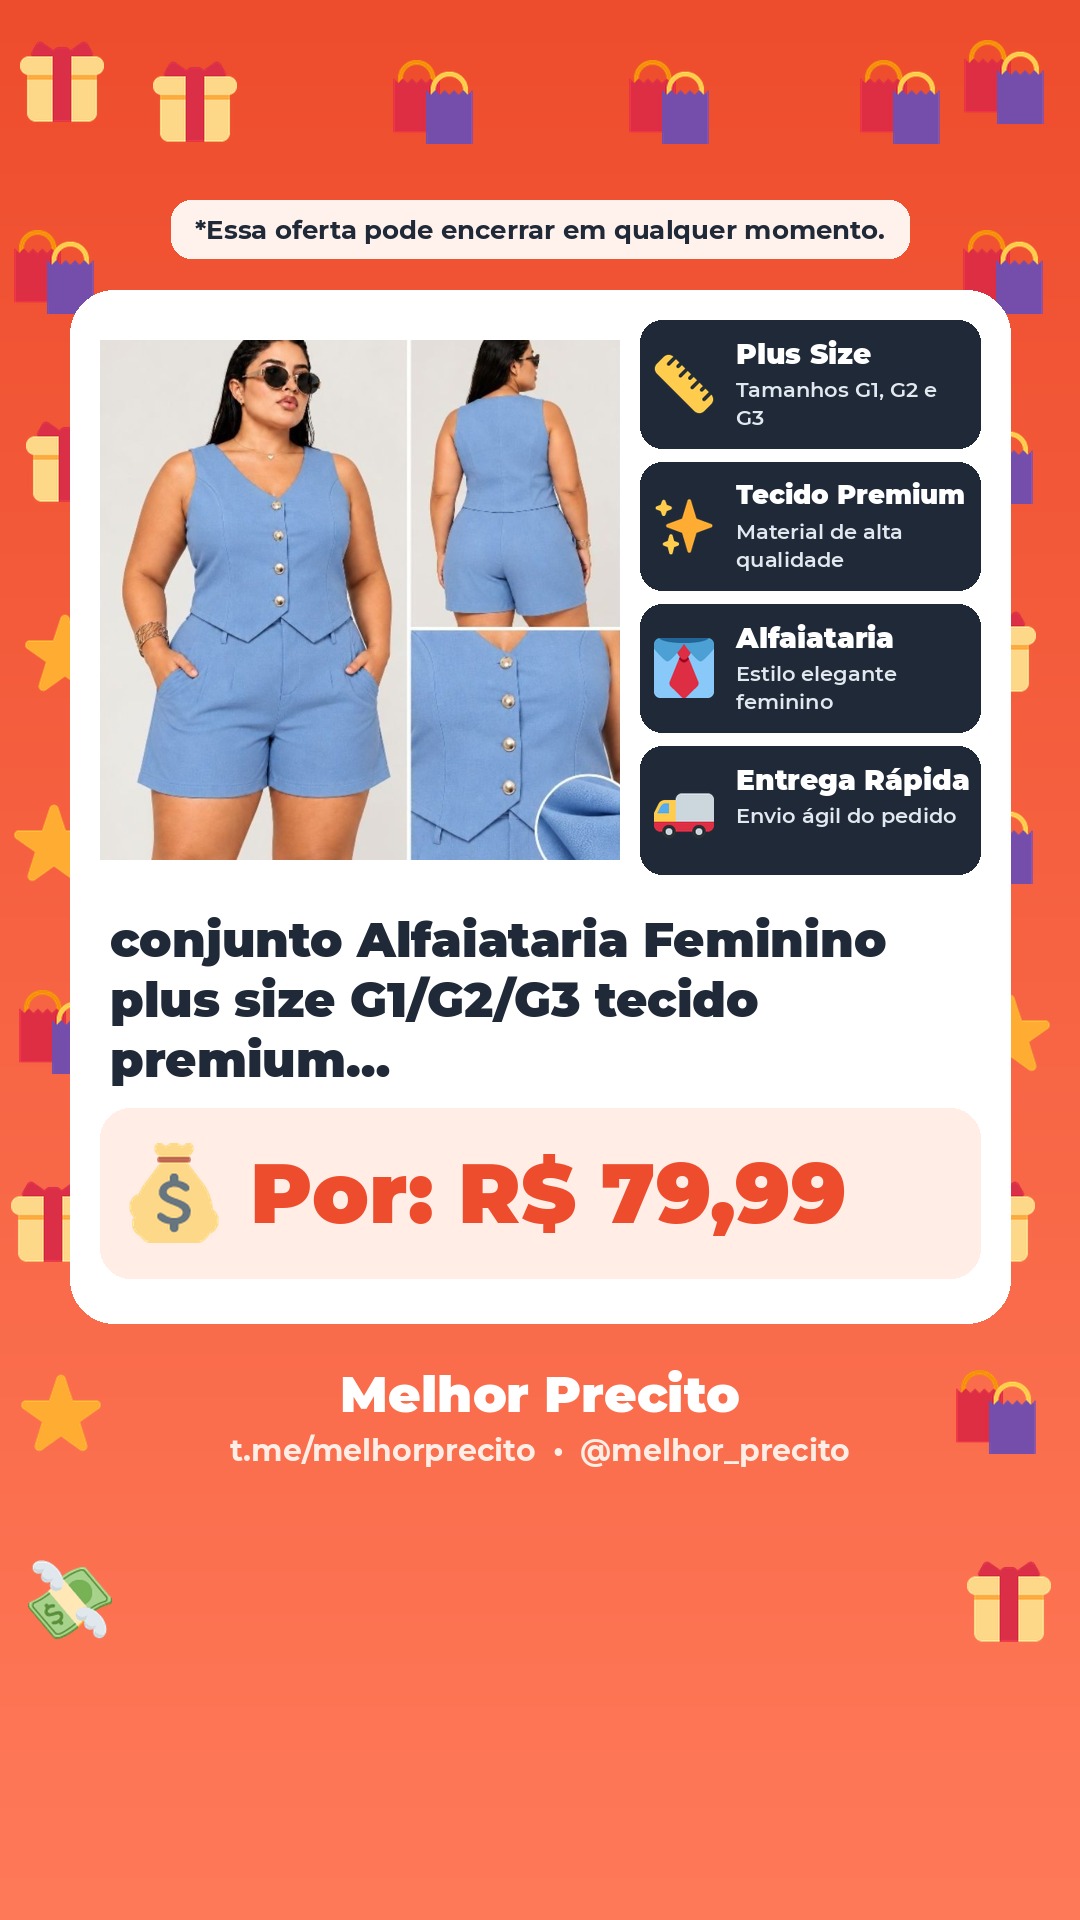 *Essa oferta pode encerrar em qualquer momento.
Plus Size
Tamanhos G1, G2 e
G3
Tecido Premium
Material de alta
qualidade
Alfaiataria
Estilo elegante
feminino
Entrega Rápida
Envio ágil do pedido
conjunto Alfaiataria Feminino
plus size G1/G2/G3 tecido
premium...
Por: R$ 79,99
Melhor Precito
t.me/melhorprecito • @melhor_precito